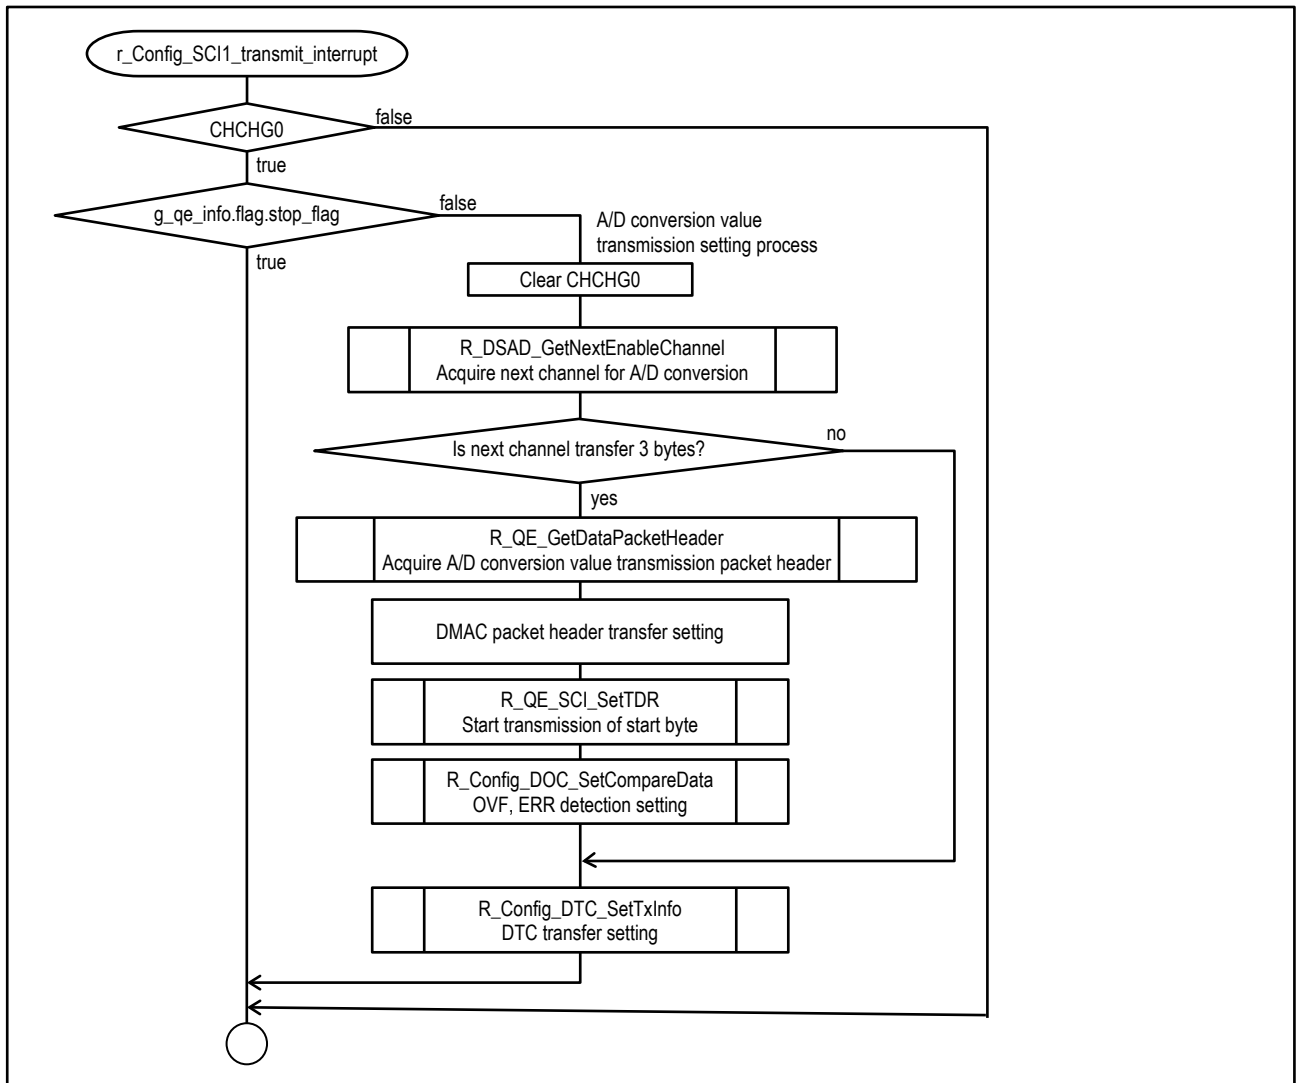 r_Config_SCI1_transmit_interrupt
CHCHG0
false
true
g_qe_info.flag.stop_flag
false
true
A/D conversion value
transmission setting process
Clear CHCHG0
R_DSAD_GetNextEnableChannel
Acquire next channel for A/D conversion
Is next channel transfer 3 bytes?
no
yes
R_QE_GetDataPacketHeader
Acquire A/D conversion value transmission packet header
DMAC packet header transfer setting
R_QE_SCI_SetTDR
Start transmission of start byte
R_Config_DOC_SetCompareData
OVF, ERR detection setting
R_Config_DTC_SetTxInfo
DTC transfer setting